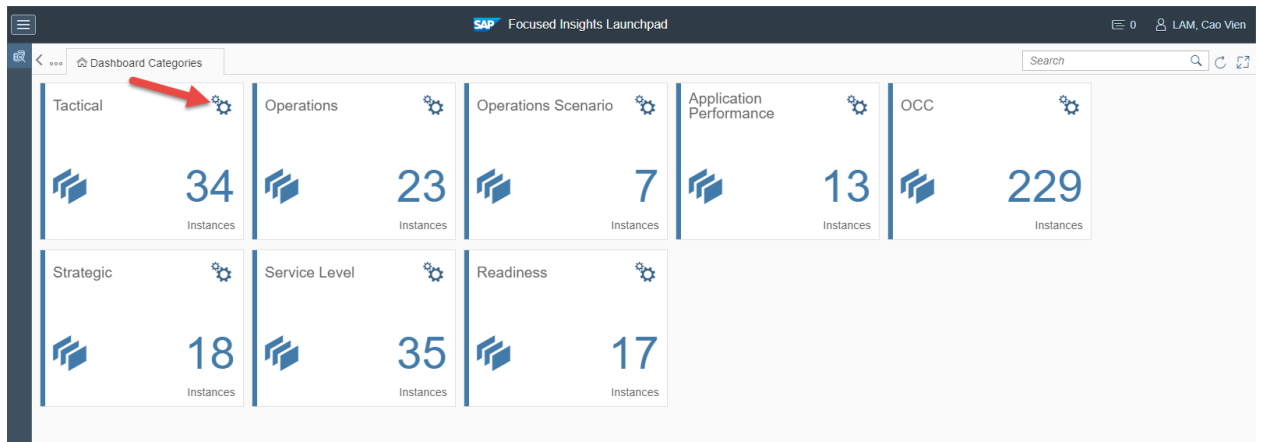 SAP Focused Insights Launchpad
0 LAM, Cao Vien
Dashboard Categories
Search
Tactical
34
Instances
Operations
23
Instances
Operations Scenario
7
Instances
Application
Performance
13
Instances
OCC
229
Instances
Strategic
18
Instances
Service Level
35
Instances
Readiness
17
Instances